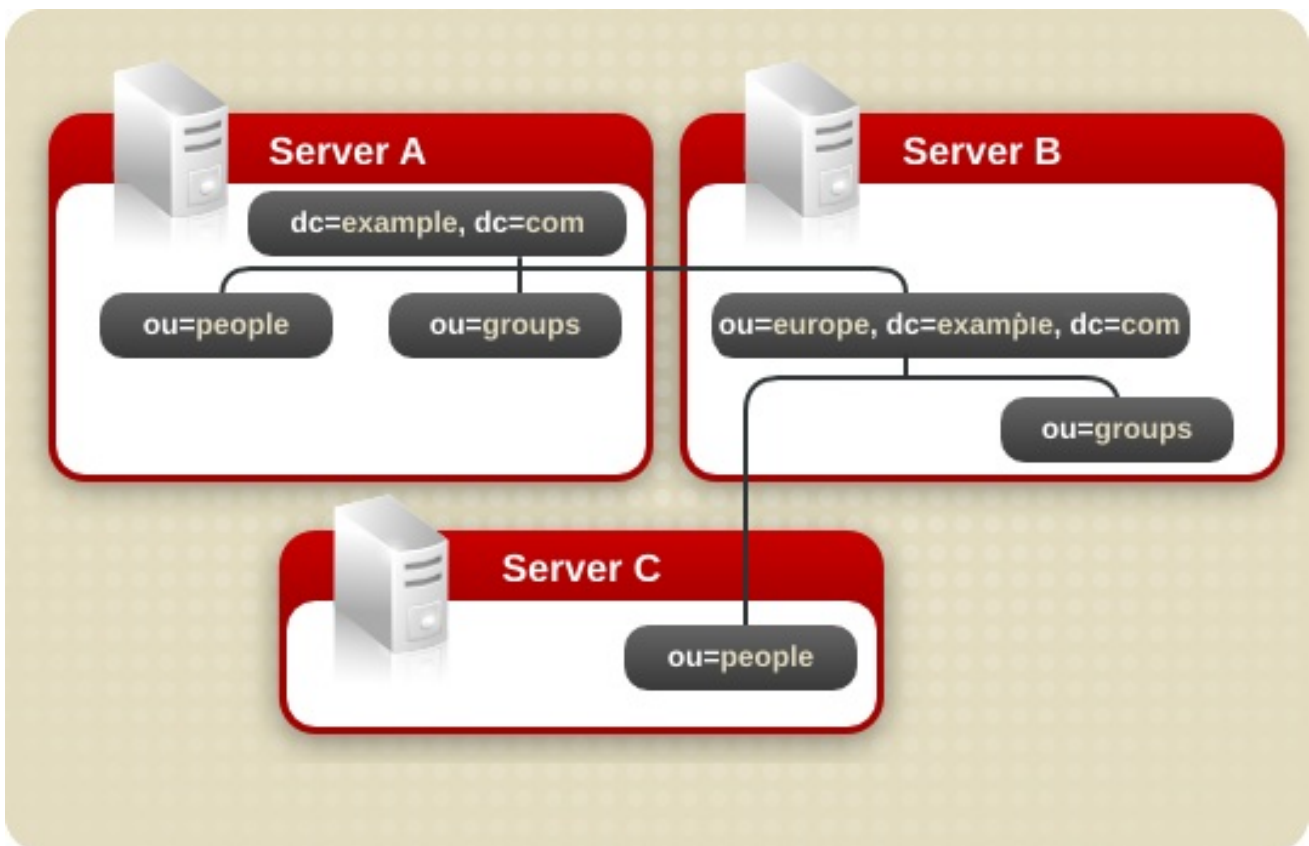 Server A
dc=example, dc=com
ou=people
ou=groups
Server B
ou=europe, dc=example, dc=com
ou=groups
Server C
ou=people